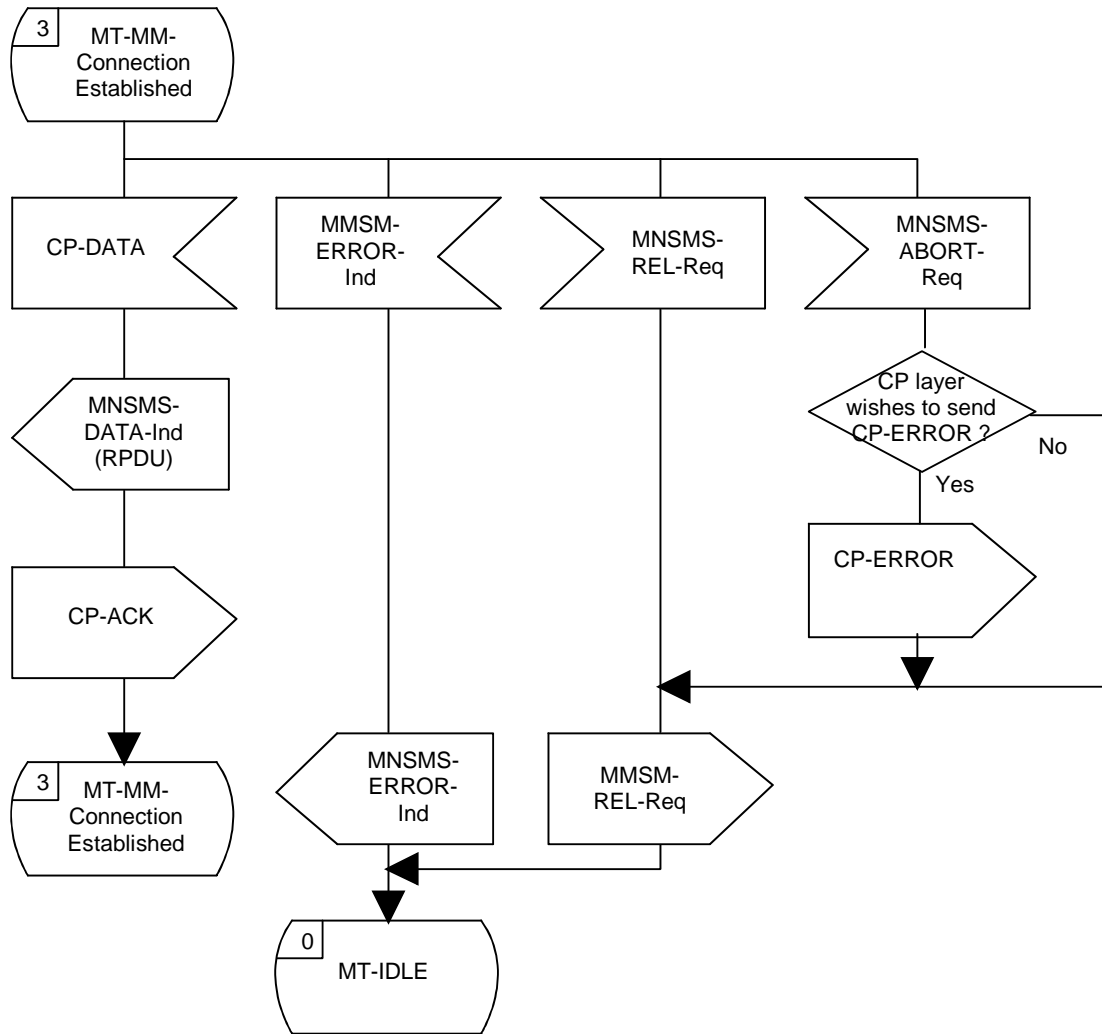 3
MT-MM-
Connection
Established
CP-DATA
MMSM-
ERROR-
Ind
MNSMS-
REL-Req
MNSMS-
ABORT-
Req
MNSMS-
DATA-Ind
(RPDU)
CP layer
wishes to send
CP-ERROR ?
No
Yes
CP-ERROR
CP-ACK
MNSMS-
ERROR-
Ind
MMSM-
REL-Req
3
MT-MM-
Connection
Established
0
MT-IDLE